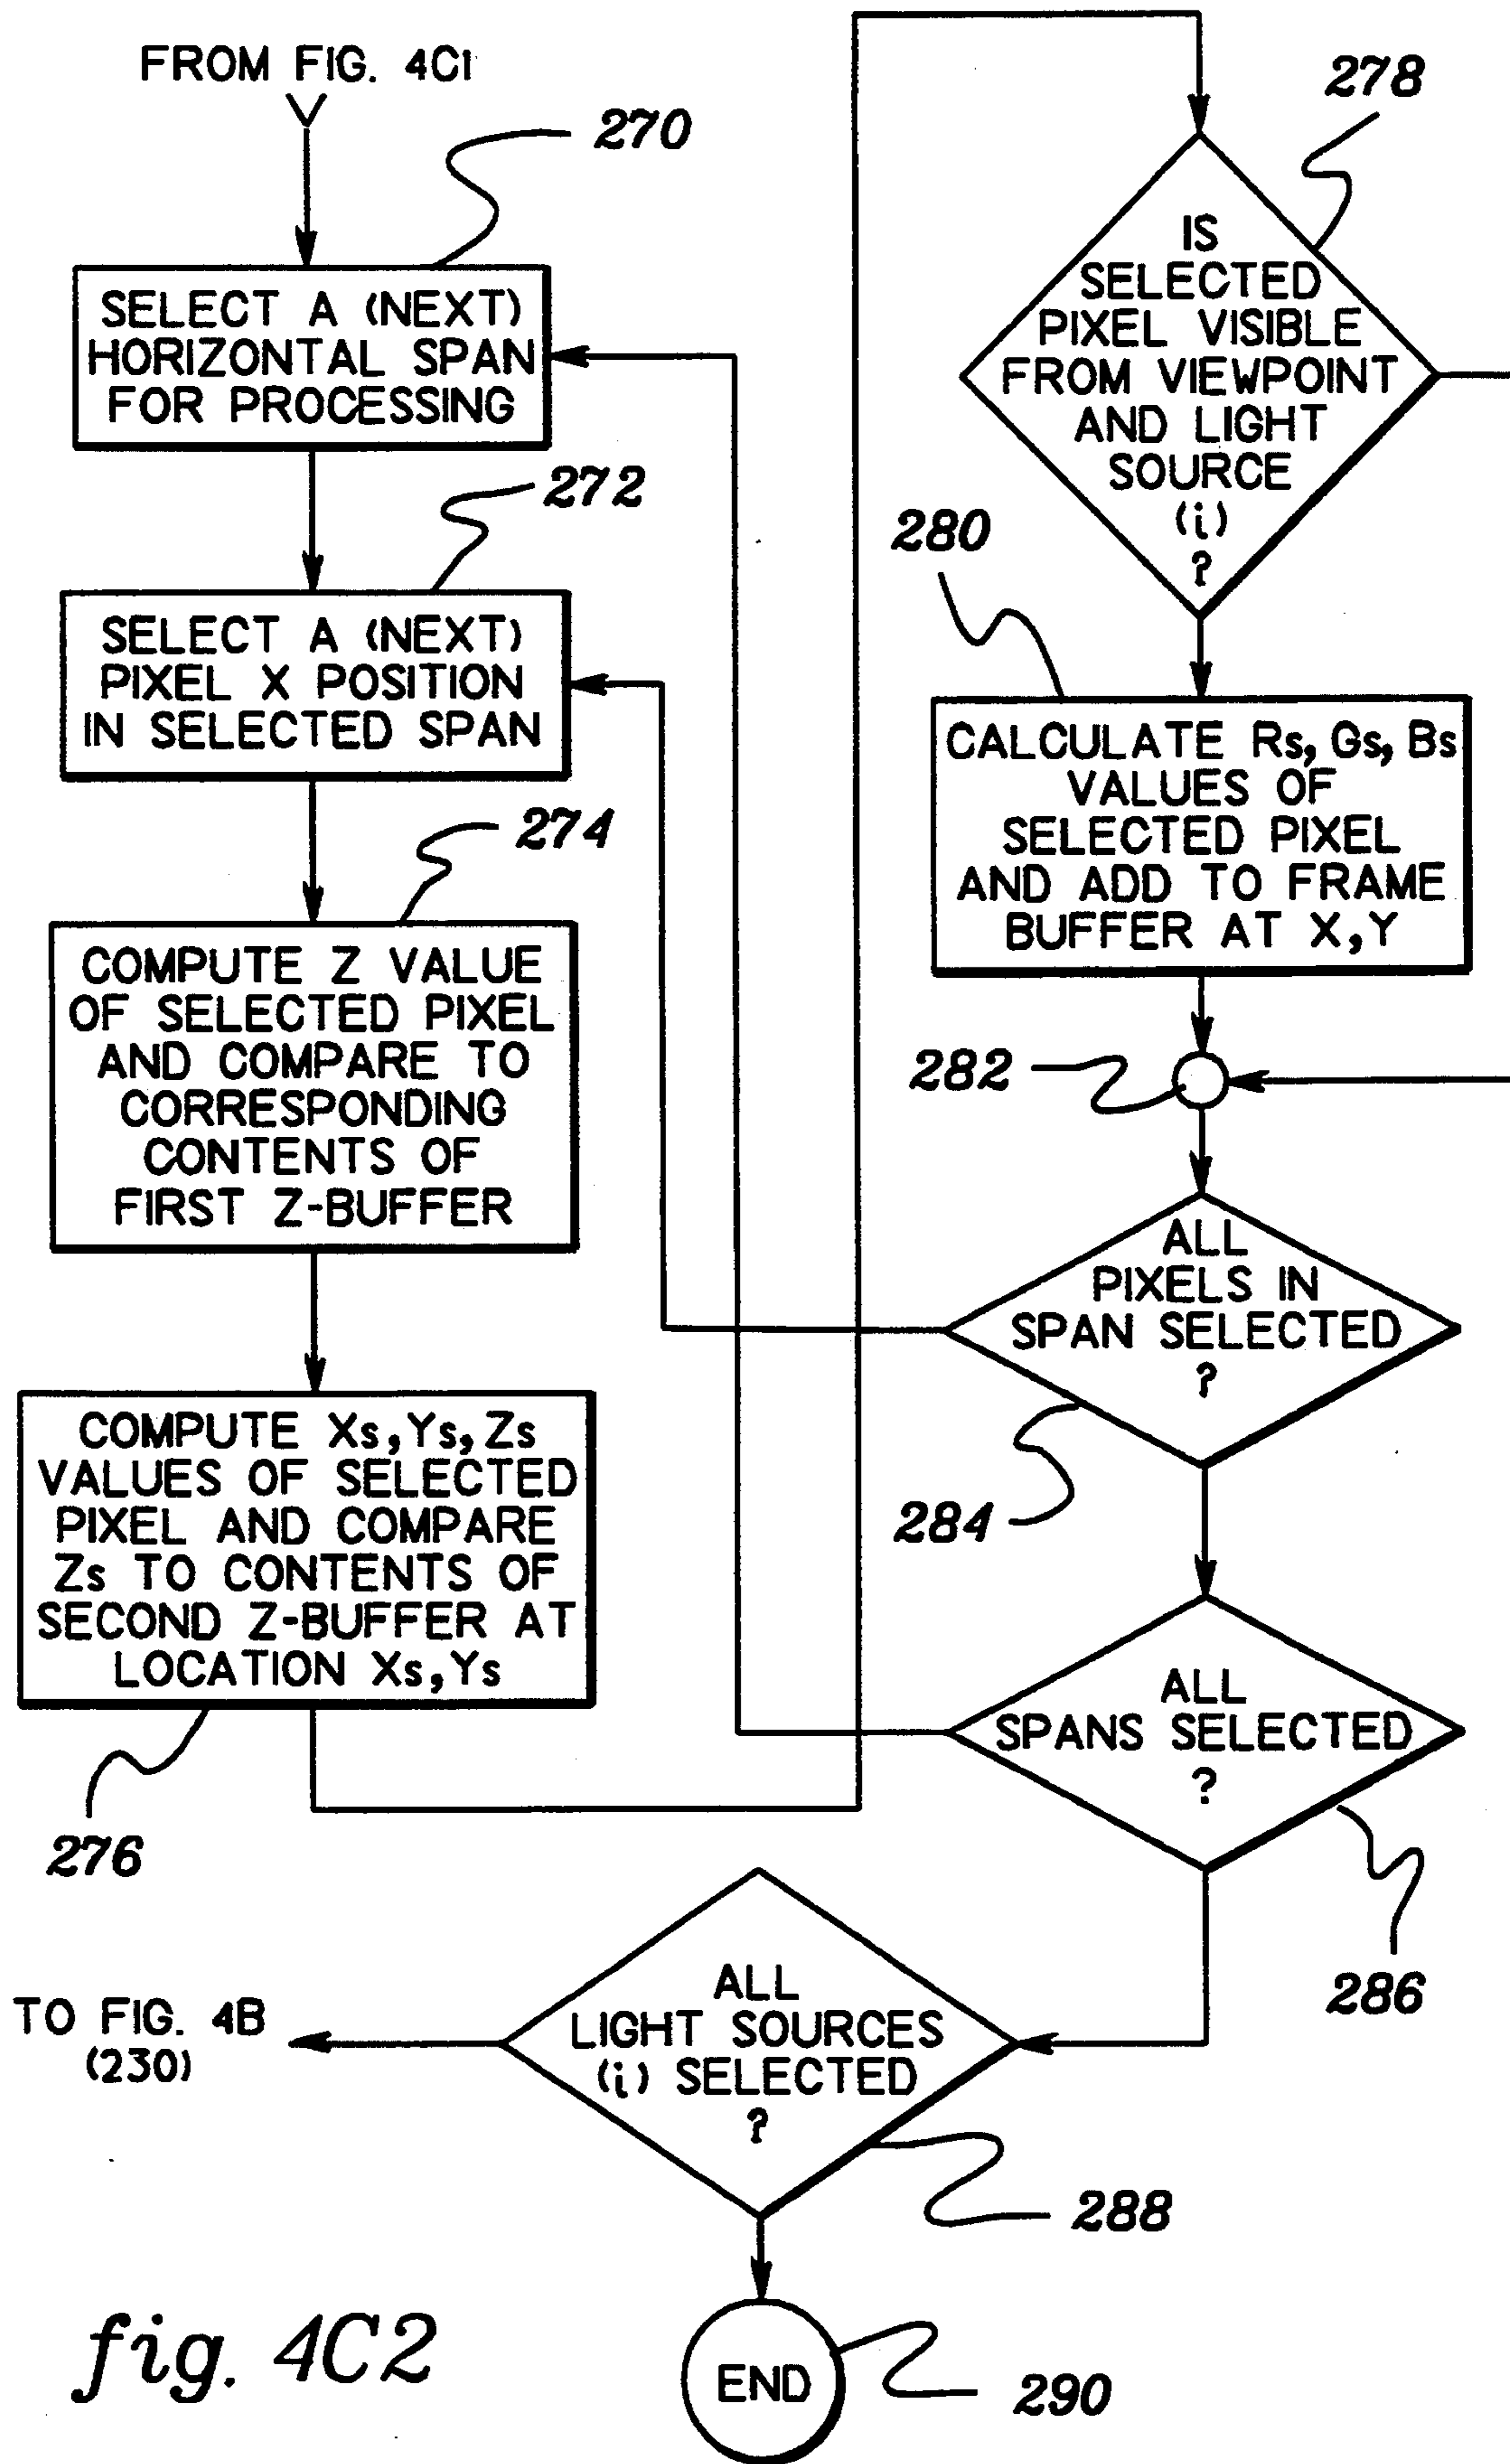 FROM FIG. 4C1
270
SELECT A (NEXT)
HORIZONTAL SPAN
FOR PROCESSING
272
SELECT A (NEXT)
PIXEL X POSITION
IN SELECTED SPAN
274
COMPUTE Z VALUE
OF SELECTED PIXEL
AND COMPARE TO
CORRESPONDING
CONTENTS OF
FIRST Z-BUFFER
COMPUTE Xs,Ys,Zs
VALUES OF SELECTED
PIXEL AND COMPARE
Zs TO CONTENTS OF
SECOND Z-BUFFER AT
LOCATION Xs,Ys
276
278
IS
SELECTED
PIXEL VISIBLE
FROM VIEWPOINT
AND LIGHT
SOURCE
(i)
?
280
CALCULATE Rs, Gs, Bs
VALUES OF
SELECTED PIXEL
AND ADD TO FRAME
BUFFER AT X,Y
282
ALL
PIXELS IN
SPAN SELECTED
?
284
ALL
SPANS SELECTED
?
286
ALL
LIGHT SOURCES
(i) SELECTED
?
288
TO FIG. 4B
(230)
END
290
fig. 4C2